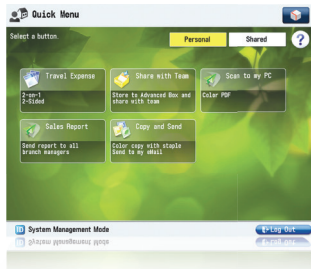 Quick Menu
Select a button.
Personal
Shared
?
Travel Expense
2-on-1
2-Sided
Share with Team
Store to Advanced Box and
share with team
Scan to my PC
Color PDF
Sales Report
Send report to all
branch managers
Copy and Send
Color copy with staple
Send to my eMail
ID System Management Mode
Log Out